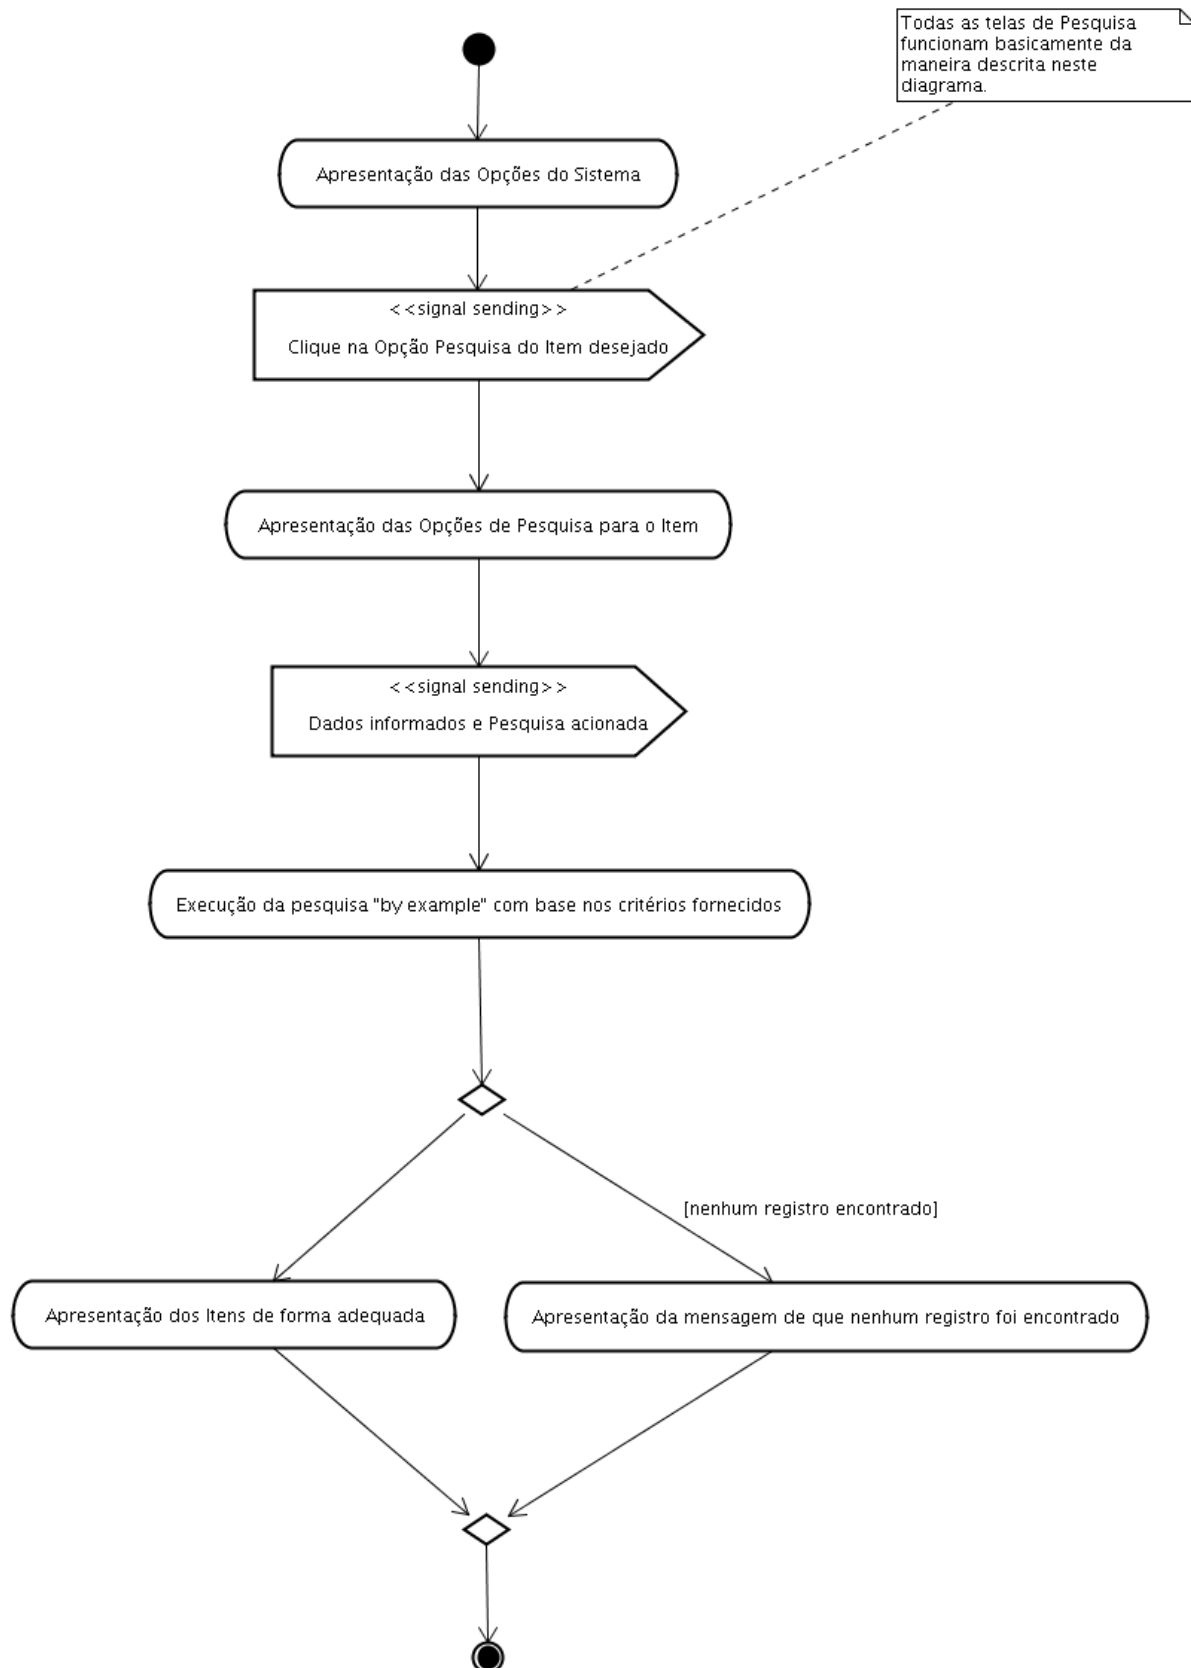 Todas as telas de Pesquisa
funcionam basicamente da
maneira descrita neste
diagrama.
Apresentação das Opções do Sistema
<<signal sending>>
Clique na Opção Pesquisa do Item desejado
Apresentação das Opções de Pesquisa para o Item
<<signal sending>>
Dados informados e Pesquisa acionada
Execução da pesquisa "by example" com base nos critérios fornecidos
[nenhum registro encontrado]
Apresentação dos Itens de forma adequada
Apresentação da mensagem de que nenhum registro foi encontrado